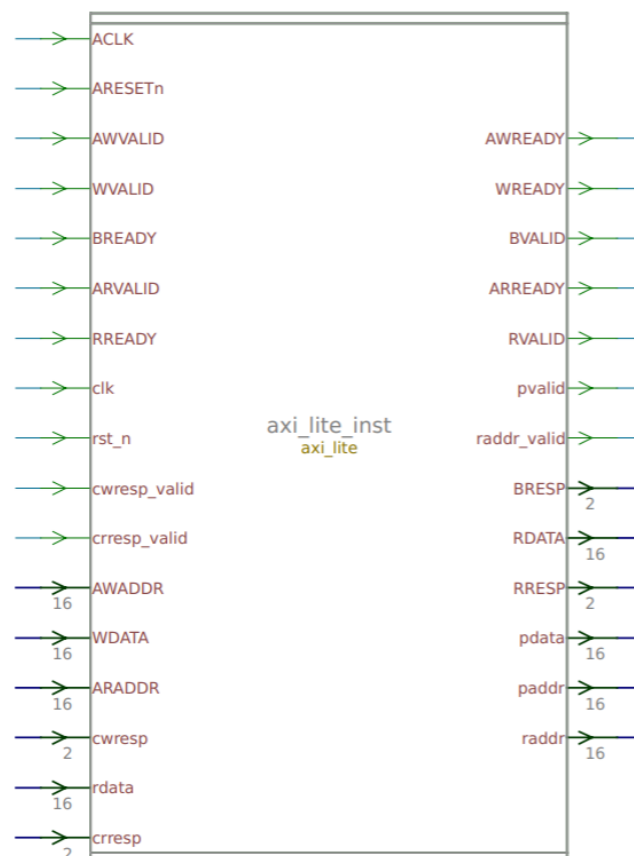 ACLK
ARESETn
AWVALID
WVALID
BREADY
ARVALID
RREADY
clk
rst_n
cwresp_valid
crresp_valid
AWADDR
16
WDATA
16
ARADDR
16
cwresp
2
rdata
16
crresp
2
axi_lite_inst
axi_lite
AWREADY
WREADY
BVALID
ARREADY
RVALID
pvalid
raddr_valid
BRESP
2
RDATA
16
RRESP
2
pdata
16
paddr
16
raddr
16